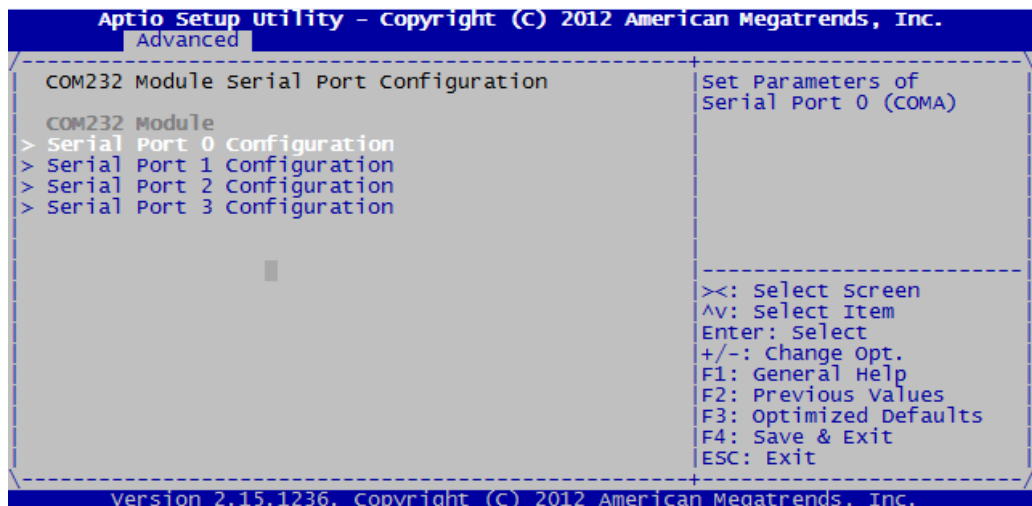 Aptio Setup Utility - Copyright (C) 2012 American Megatrends, Inc.
Advanced
COM232 Module Serial Port Configuration
COM232 Module
> Serial Port 0 Configuration
> Serial Port 1 Configuration
> Serial Port 2 Configuration
> Serial Port 3 Configuration
Set Parameters of
Serial Port 0 (COMA)
><: Select Screen
^v: Select Item
Enter: Select
+/-: Change Opt.
F1: General Help
F2: Previous Values
F3: Optimized Defaults
F4: Save & Exit
ESC: Exit
Version 2.15.1236. Copyright (C) 2012 American Megatrends, Inc.